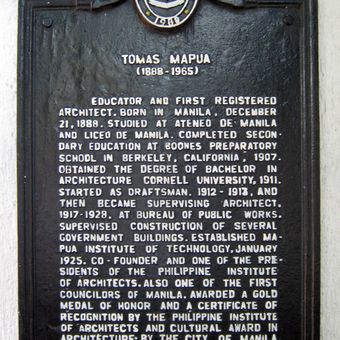 1969
TOMAS MAPUA
(1888-1965)
EDUCATOR AND FIRST REGISTERED
ARCHITECT. BORN IN MANILA, DECEMBER
21, 1888. STUDIED AT ATENEO DE MANILA
AND LICEO DE MANILA. COMPLETED SECON-
DARY EDUCATION AT BOONES PREPARATORY
SCHOOL IN BERKELEY, CALIFORNIA, 1907.
OBTAINED THE DEGREE OF BACHELOR IN
ARCHITECTURE CORNELL UNIVERSITY, 1911.
STARTED AS DRAFTSMAN. 1912-1913, AND
THEN BECAME SUPERVISING ARCHITECT,
1917-1928, AT BUREAU OF PUBLIC WORKS.
SUPERVISED CONSTRUCTION OF SEVERAL
GOVERNMENT BUILDINGS. ESTABLISHED MA-
PUA INSTITUTE OF TECHNOLOGY, JANUARY
1925. CO-FOUNDER AND ONE OF THE PRE-
SIDENTS OF THE PHILIPPINE INSTITUTE
OF ARCHITECTS. ALSO ONE OF THE FIRST
COUNCILORS OF MANILA. AWARDED A GOLD
MEDAL OF HONOR AND A CERTIFICATE OF
RECOGNITION BY THE PHILIPPINE INSTITUTE
OF ARCHITECTS AND CULTURAL AWARD IN
ARCHITECTURE; BY THE CITY OF MANILA